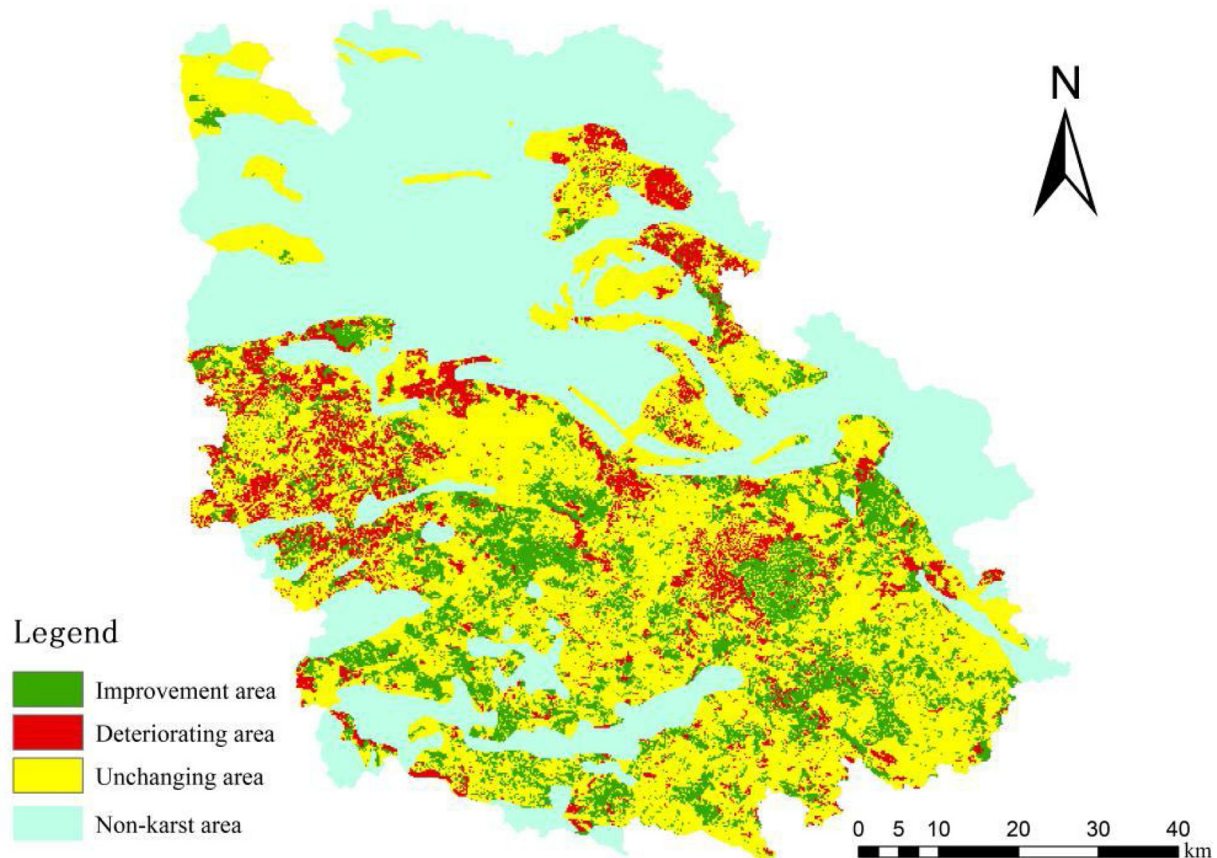 N
Legend
Improvement area
Deteriorating area
Unchanging area
Non-karst area
0 5 10 20 30 40
km